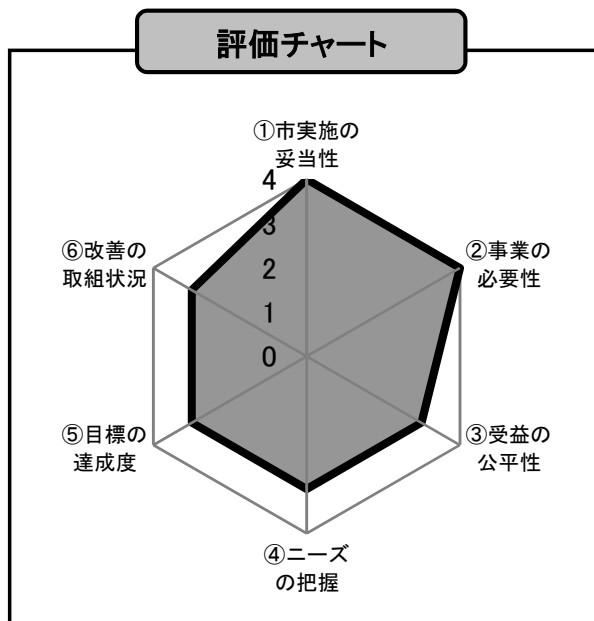 評価チャート
①市実施の
妥当性
4
3
2
1
0
②事業の
必要性
③受益の
公平性
④ニーズ
の把握
⑤目標の
達成度
⑥改善の
取組状況